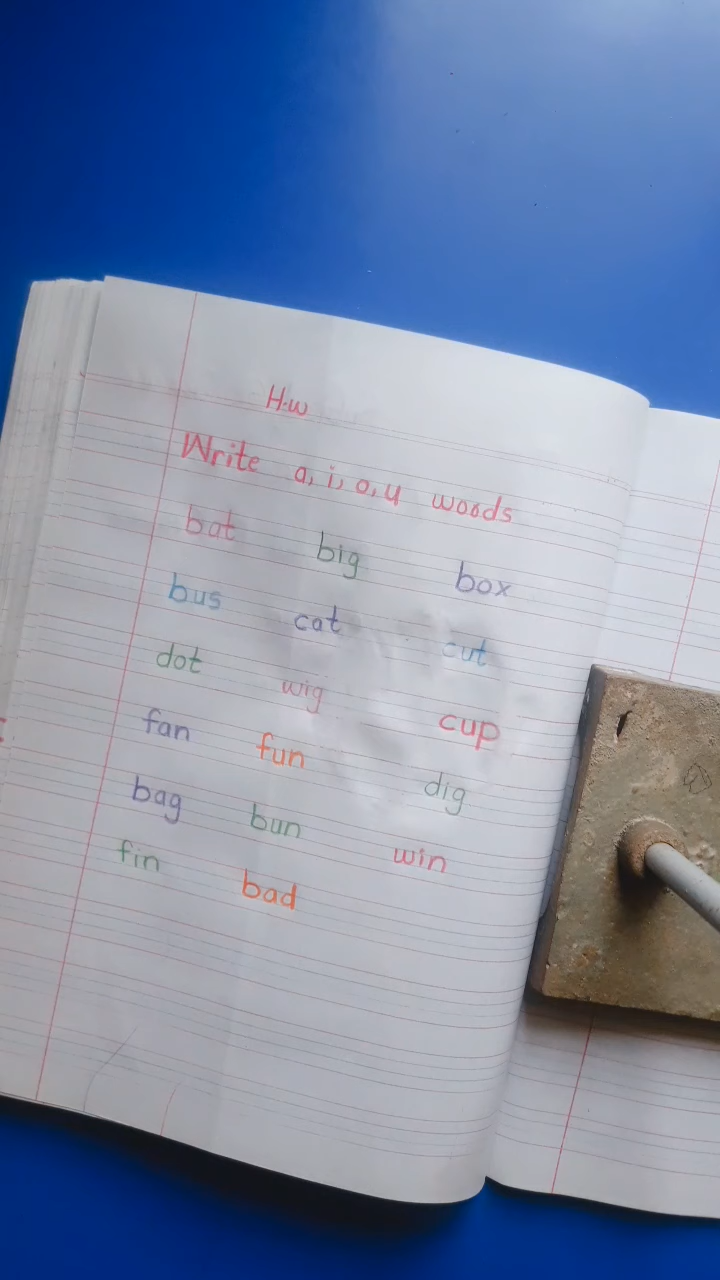 H.w
Write a, i, o, u woods
bat big box
bus cat cut
dot wig cup
fan fun dig
bag bun win
fin bad